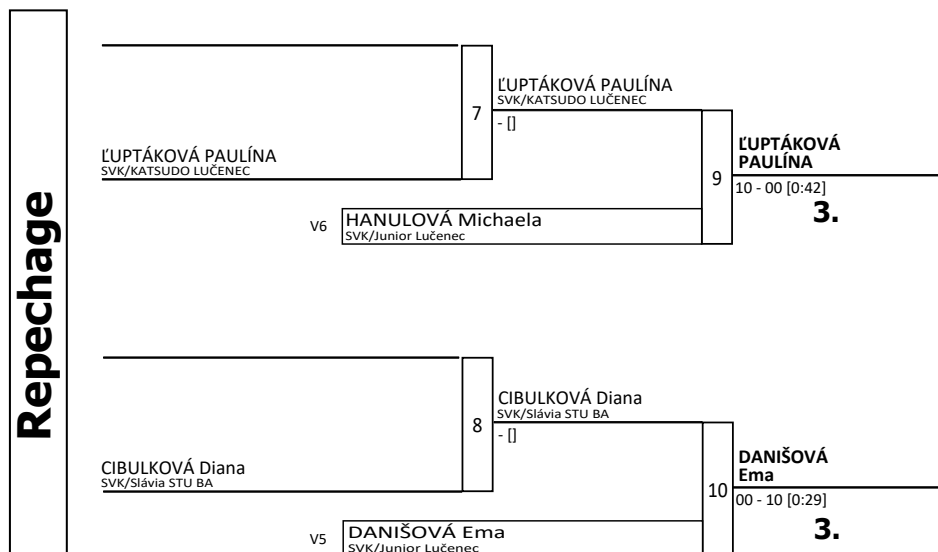 Repechage
ĽUPTÁKOVÁ PAULÍNA
SVK/KATSUDO LUČENEC
7
ĽUPTÁKOVÁ PAULÍNA
SVK/KATSUDO LUČENEC
- []
V6
HANULOVÁ Michaela
SVK/Junior Lučenec
9
ĽUPTÁKOVÁ
PAULÍNA
10 - 00 [0:42]
3.
CIBULKOVÁ Diana
SVK/Slávia STU BA
8
CIBULKOVÁ Diana
SVK/Slávia STU BA
- []
V5
DANIŠOVÁ Ema
SVK/Junior Lučenec
10
DANIŠOVÁ
Ema
00 - 10 [0:29]
3.